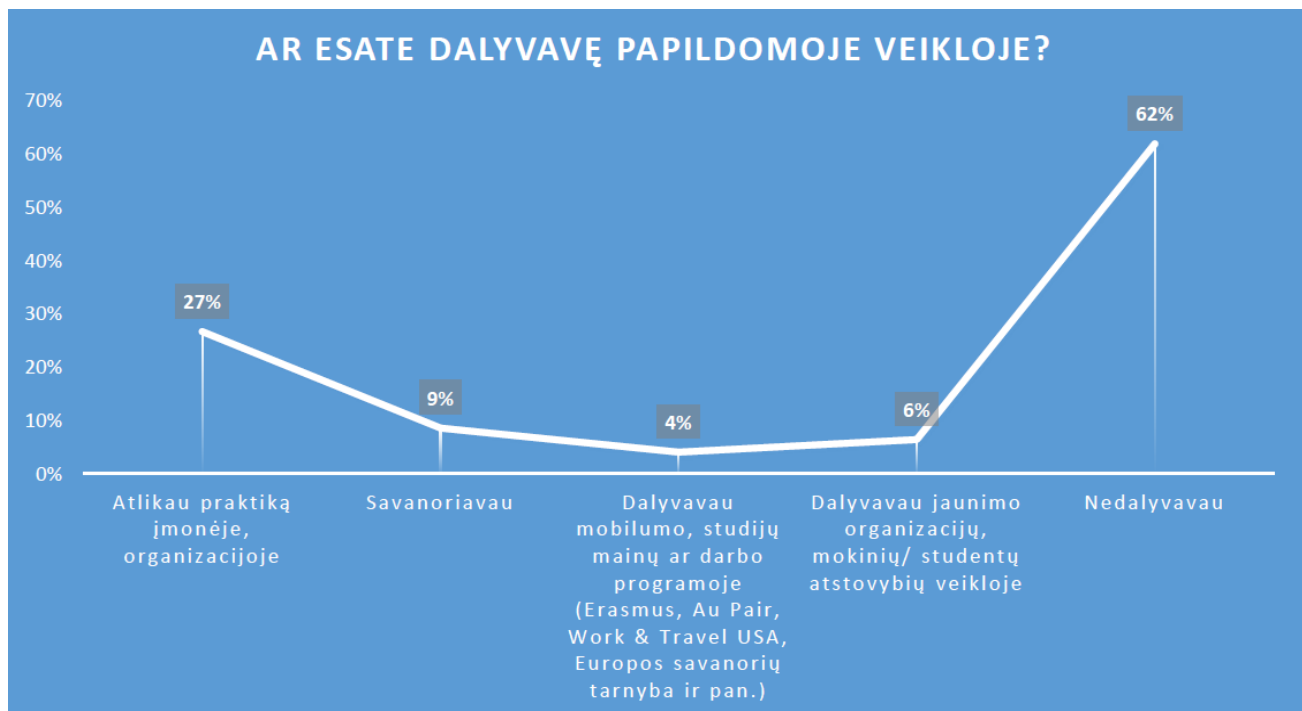 AR ESATE DALYVAVĘ PAPILDOMOJE VEIKLOJE?
70%
60%
50%
40%
30%
20%
10%
0%
27%
9%
4%
6%
62%
Atlikau praktiką
įmonėje,
organizacijoje
Savanoriavau
Dalyvavau
mobilumo, studijų
mainų ar darbo
programoje
(Erasmus, Au Pair,
Work & Travel USA,
Europos savanorių
tarnyba ir pan.)
Dalyvavau jaunimo
organizacijų,
mokinių/ studentų
atstovybių veikloje
Nedalyvavau